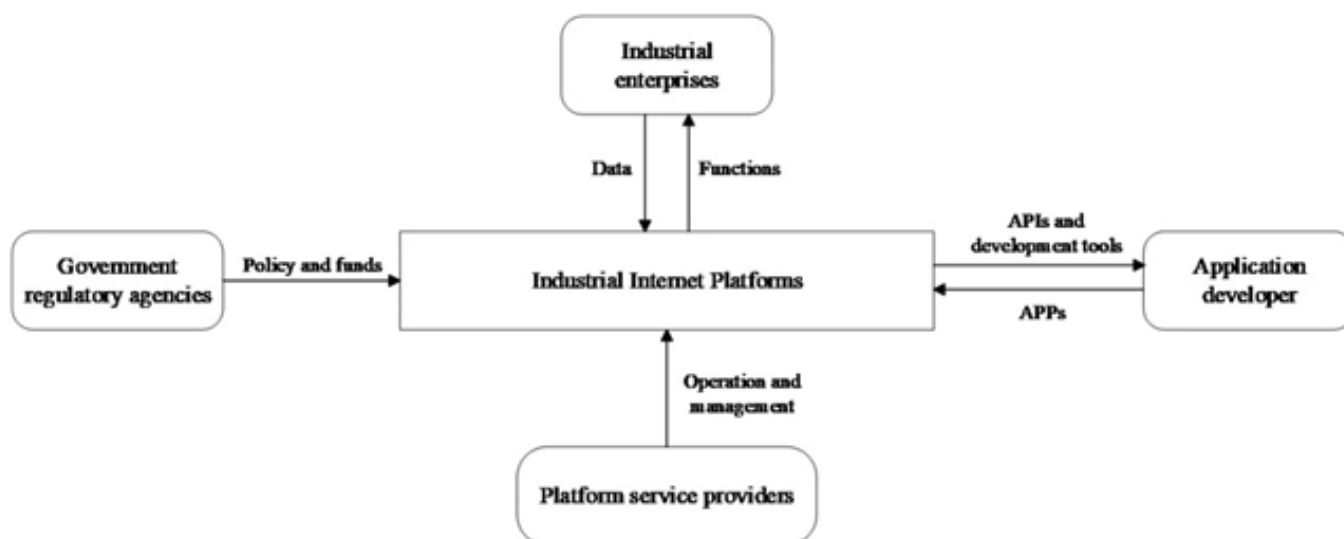 Industrial
enterprises
Data
Functions
Government
regulatory agencies
Policy and funds
Industrial Internet Platforms
APIs and
development tools
APPs
Application
developer
Operation and
management
Platform service providers